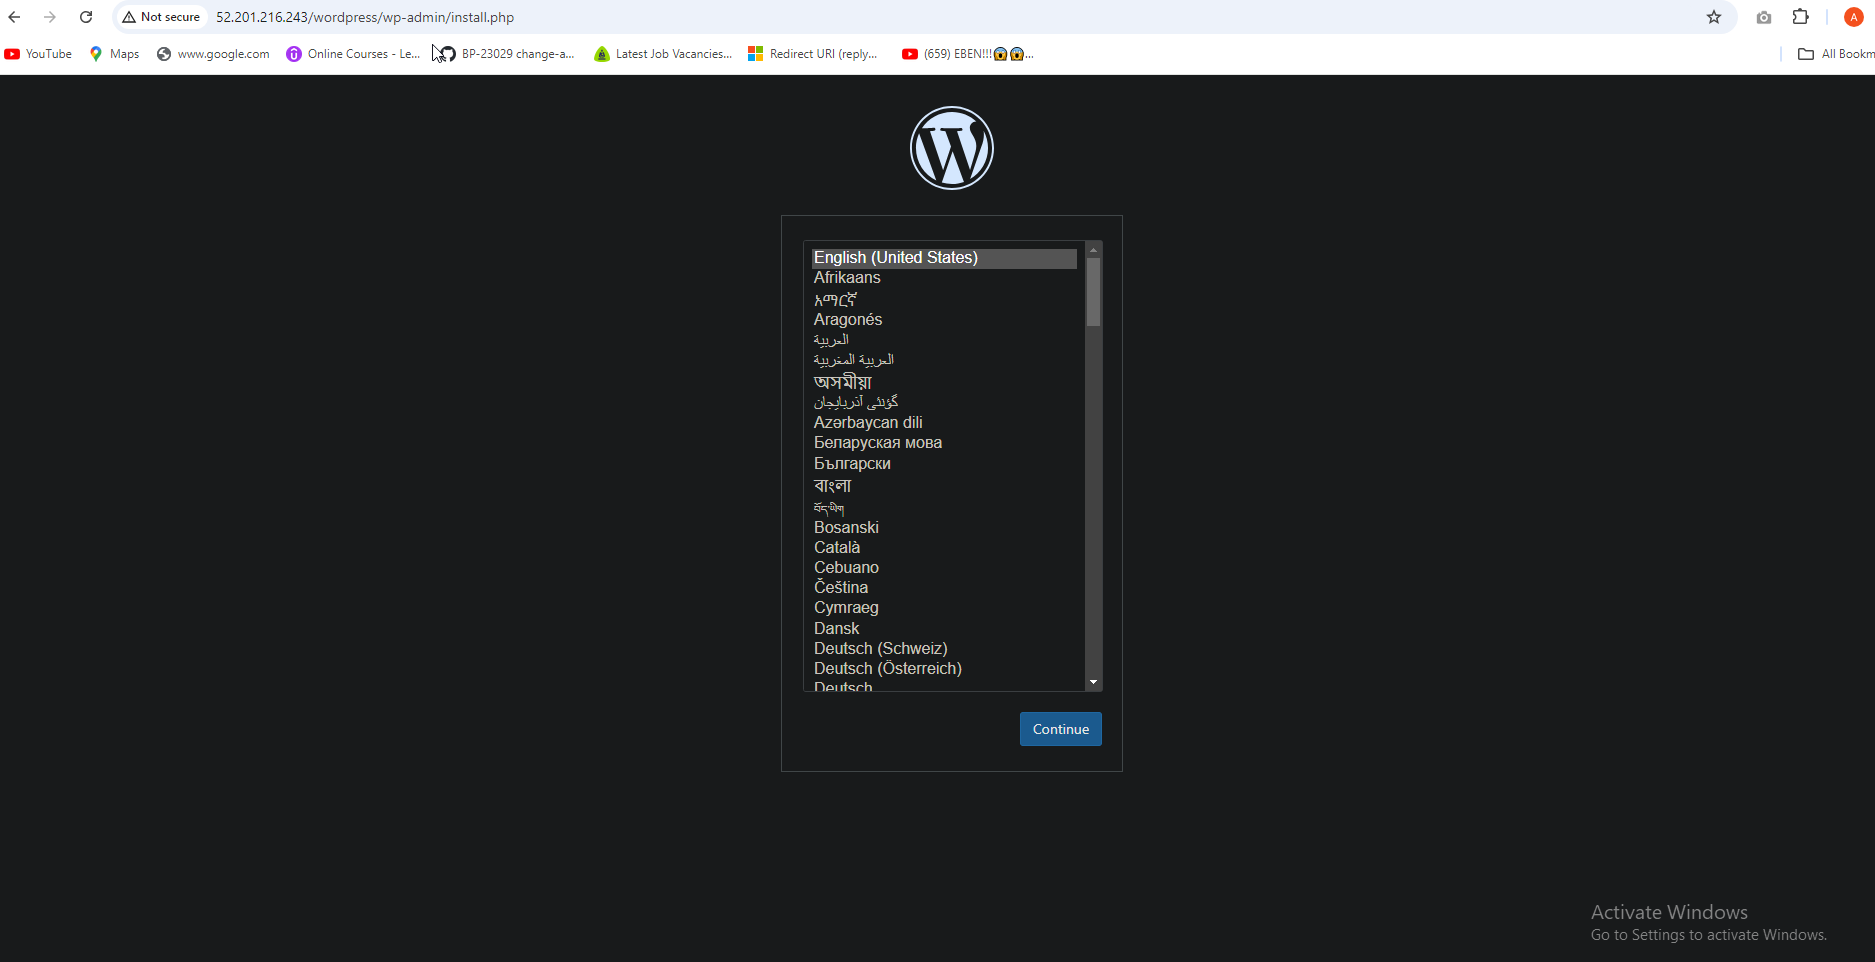 Not secure 52.201.216.243/wordpress/wp-admin/install.php A
YouTube Maps www.google.com Online Courses - Le... BP-23029 change-a... Latest Job Vacancies... Redirect URI (reply... (659) EBEN!!!😱😱... All Bookm
English (United States)
Afrikaans
አማርኛ
Aragonés
العربية
العربية المغربية
অসমীয়া
گؤنئی آذربایجان
Azərbaycan dili
Беларуская мова
Български
বাংলা
བོད་ཡིག
Bosanski
Català
Cebuano
Čeština
Cymraeg
Dansk
Deutsch (Schweiz)
Deutsch (Österreich)
Deutsch
Continue
Activate Windows
Go to Settings to activate Windows.